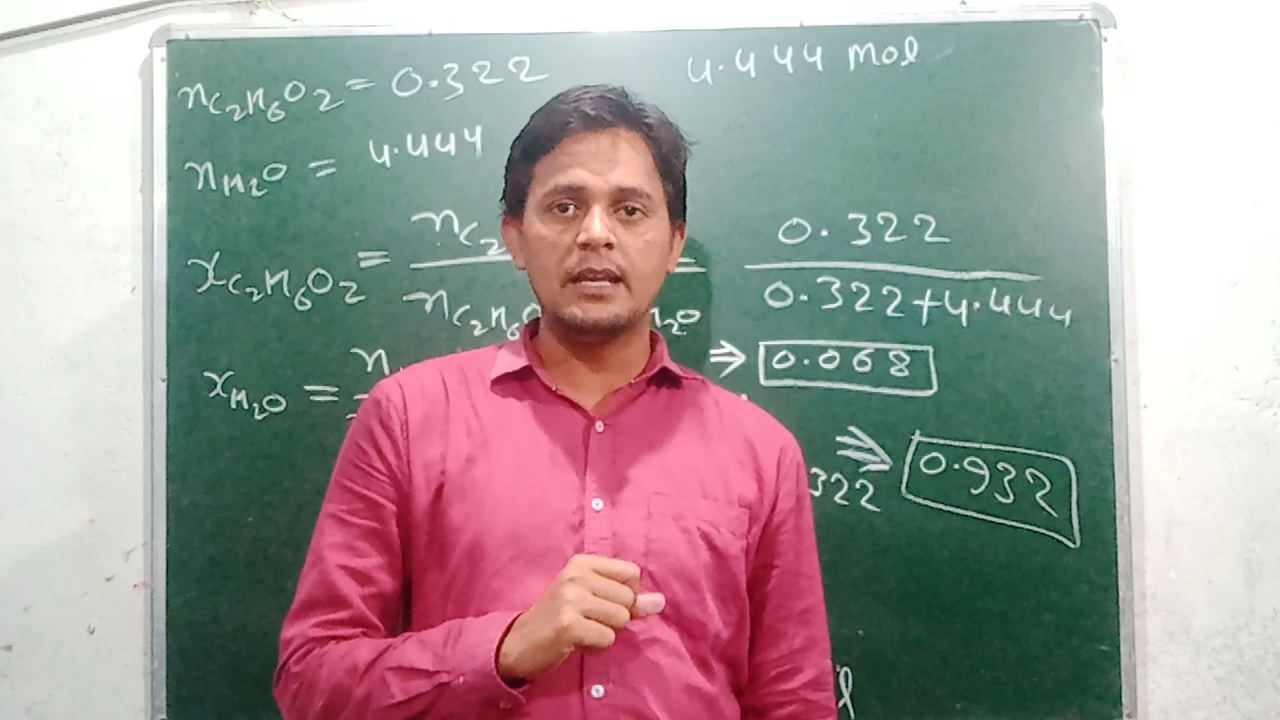 nC2H6O2 = 0.322 4.444 mol
nH2O = 4.444
xC2H6O2 = nC2 = 0.322
nC2H6O H2O 0.322+4.444
⇒ 0.068
xH2O = n
⇒ 0.932
322